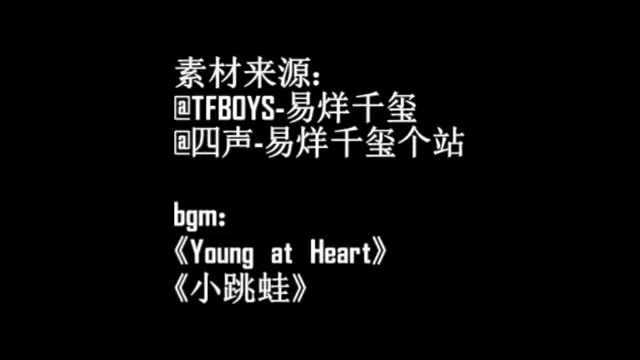 素材来源：
@TFBOYS-易烊千玺
@四声-易烊千玺个站
bgm：
《Young at Heart》
《小跳蛙》